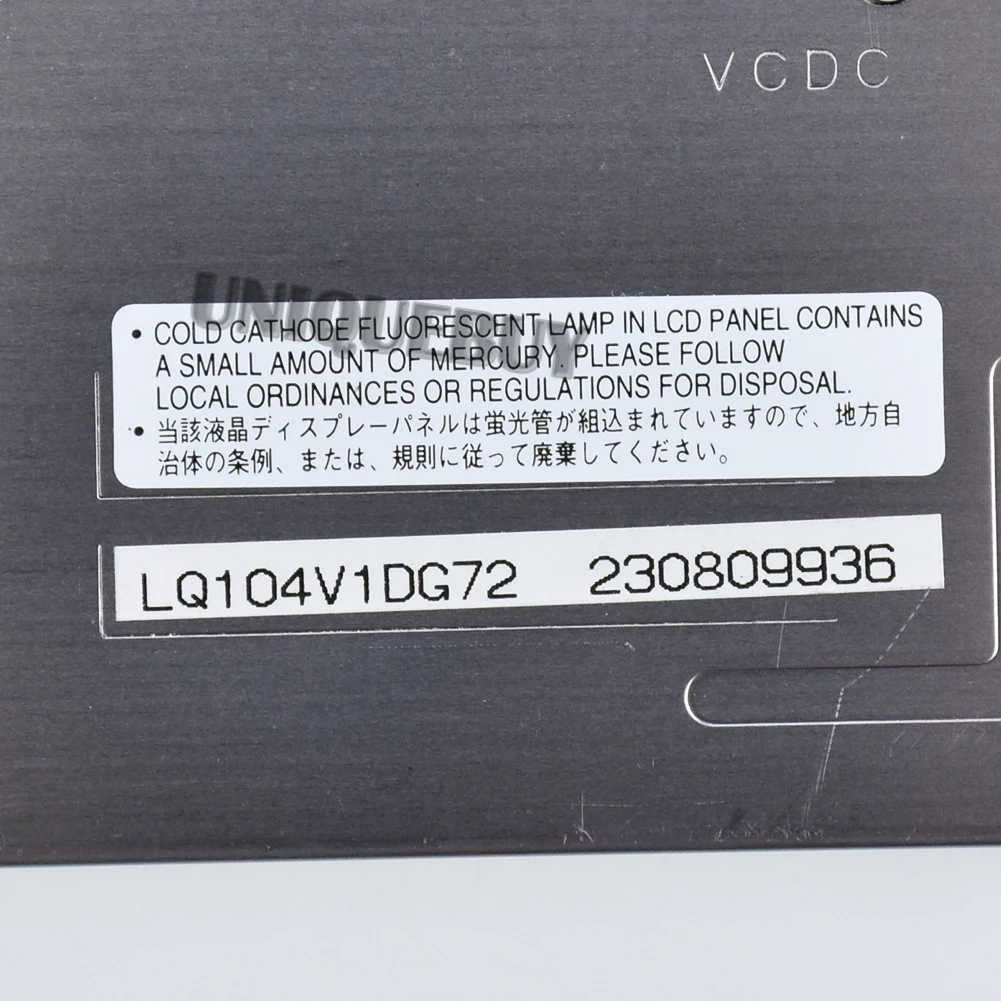 VCDC
UNIQUEBUY
• COLD CATHODE FLUORESCENT LAMP IN LCD PANEL CONTAINS
A SMALL AMOUNT OF MERCURY. PLEASE FOLLOW
LOCAL ORDINANCES OR REGULATIONS FOR DISPOSAL.
• 当該液晶ディスプレーパネルは蛍光管が組込まれていますので、地方自
治体の条例、または、規則に従って廃棄してください。
LQ104V1DG72 230809936